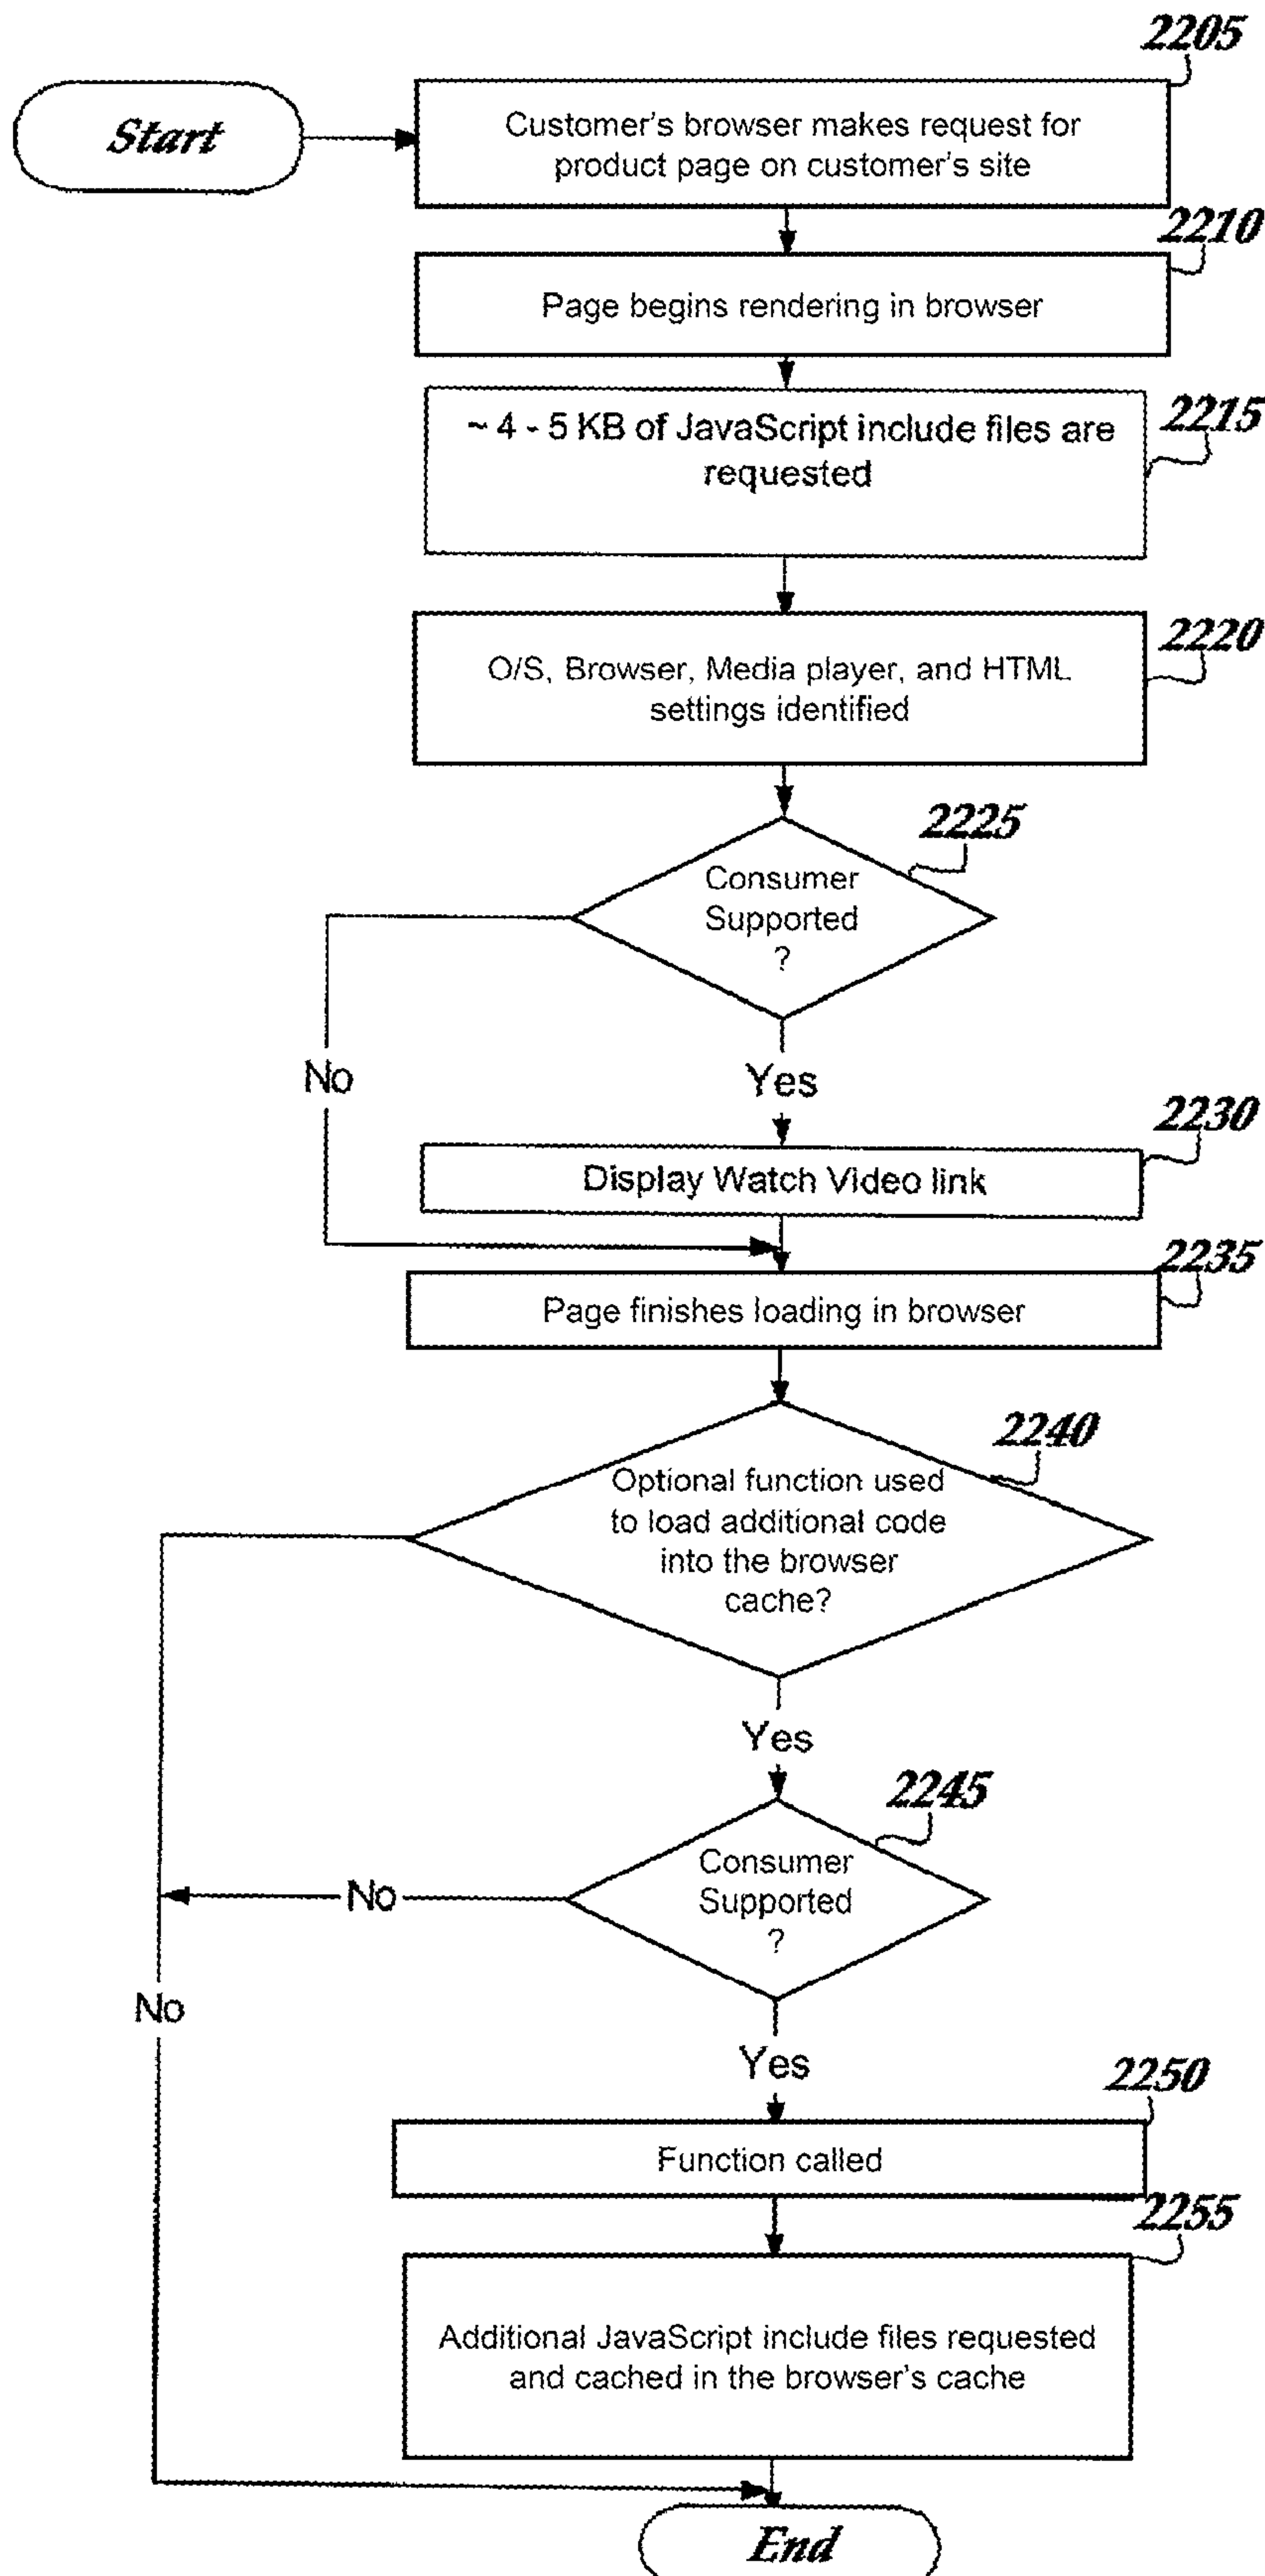 2205
Start
Customer's browser makes request for
product page on customer's site
2210
Page begins rendering in browser
2215
~ 4 - 5 KB of JavaScript include files are
requested
2220
O/S, Browser, Media player, and HTML
settings identified
2225
Consumer
Supported
?
No
Yes
2230
Display Watch Video link
2235
Page finishes loading in browser
2240
Optional function used
to load additional code
into the browser
cache?
Yes
2245
Consumer
Supported
?
No
No
Yes
2250
Function called
2255
Additional JavaScript include files requested
and cached in the browser's cache
End